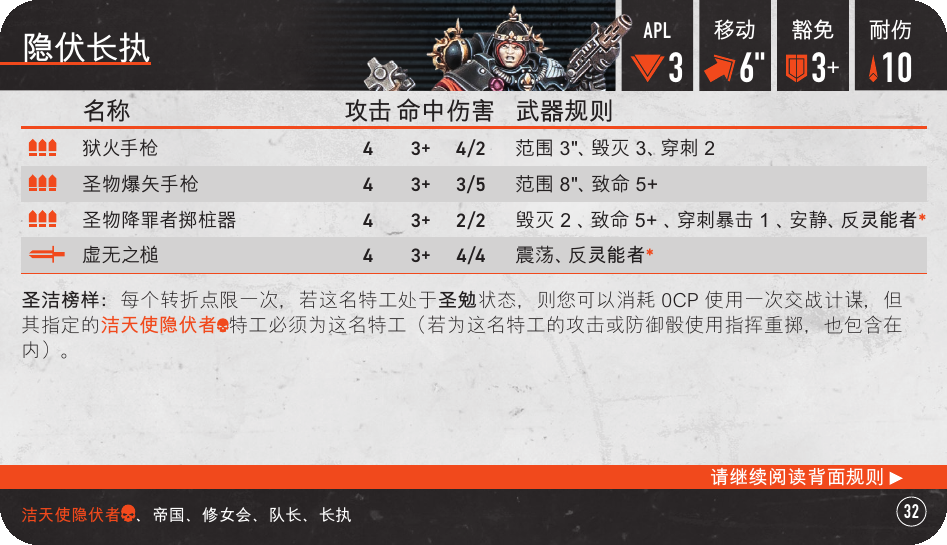 隐伏长执
APL 移动 豁免 耐伤
3 6" 3+ 10
名称 攻击 命中 伤害 武器规则
狱火手枪 4 3+ 4/2 范围 3"、毁灭 3、穿刺 2
圣物爆矢手枪 4 3+ 3/5 范围 8"、致命 5+
圣物降罪者掷桩器 4 3+ 2/2 毁灭 2 、致命 5+ 、穿刺暴击 1 、安静、反灵能者*
虚无之槌 4 3+ 4/4 震荡、反灵能者*
圣洁榜样：每个转折点限一次，若这名特工处于圣勉状态，则您可以消耗 0CP 使用一次交战计谋，但
其指定的洁天使隐伏者特工必须为这名特工（若为这名特工的攻击或防御骰使用指挥重掷，也包含在
内）。
请继续阅读背面规则 ▶
洁天使隐伏者、帝国、修女会、队长、长执
32